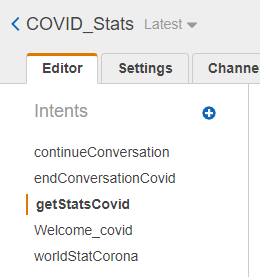 COVID_Stats Latest
Editor Settings Channe
Intents
continueConversation
endConversationCovid
getStatsCovid
Welcome_covid
worldStatCorona